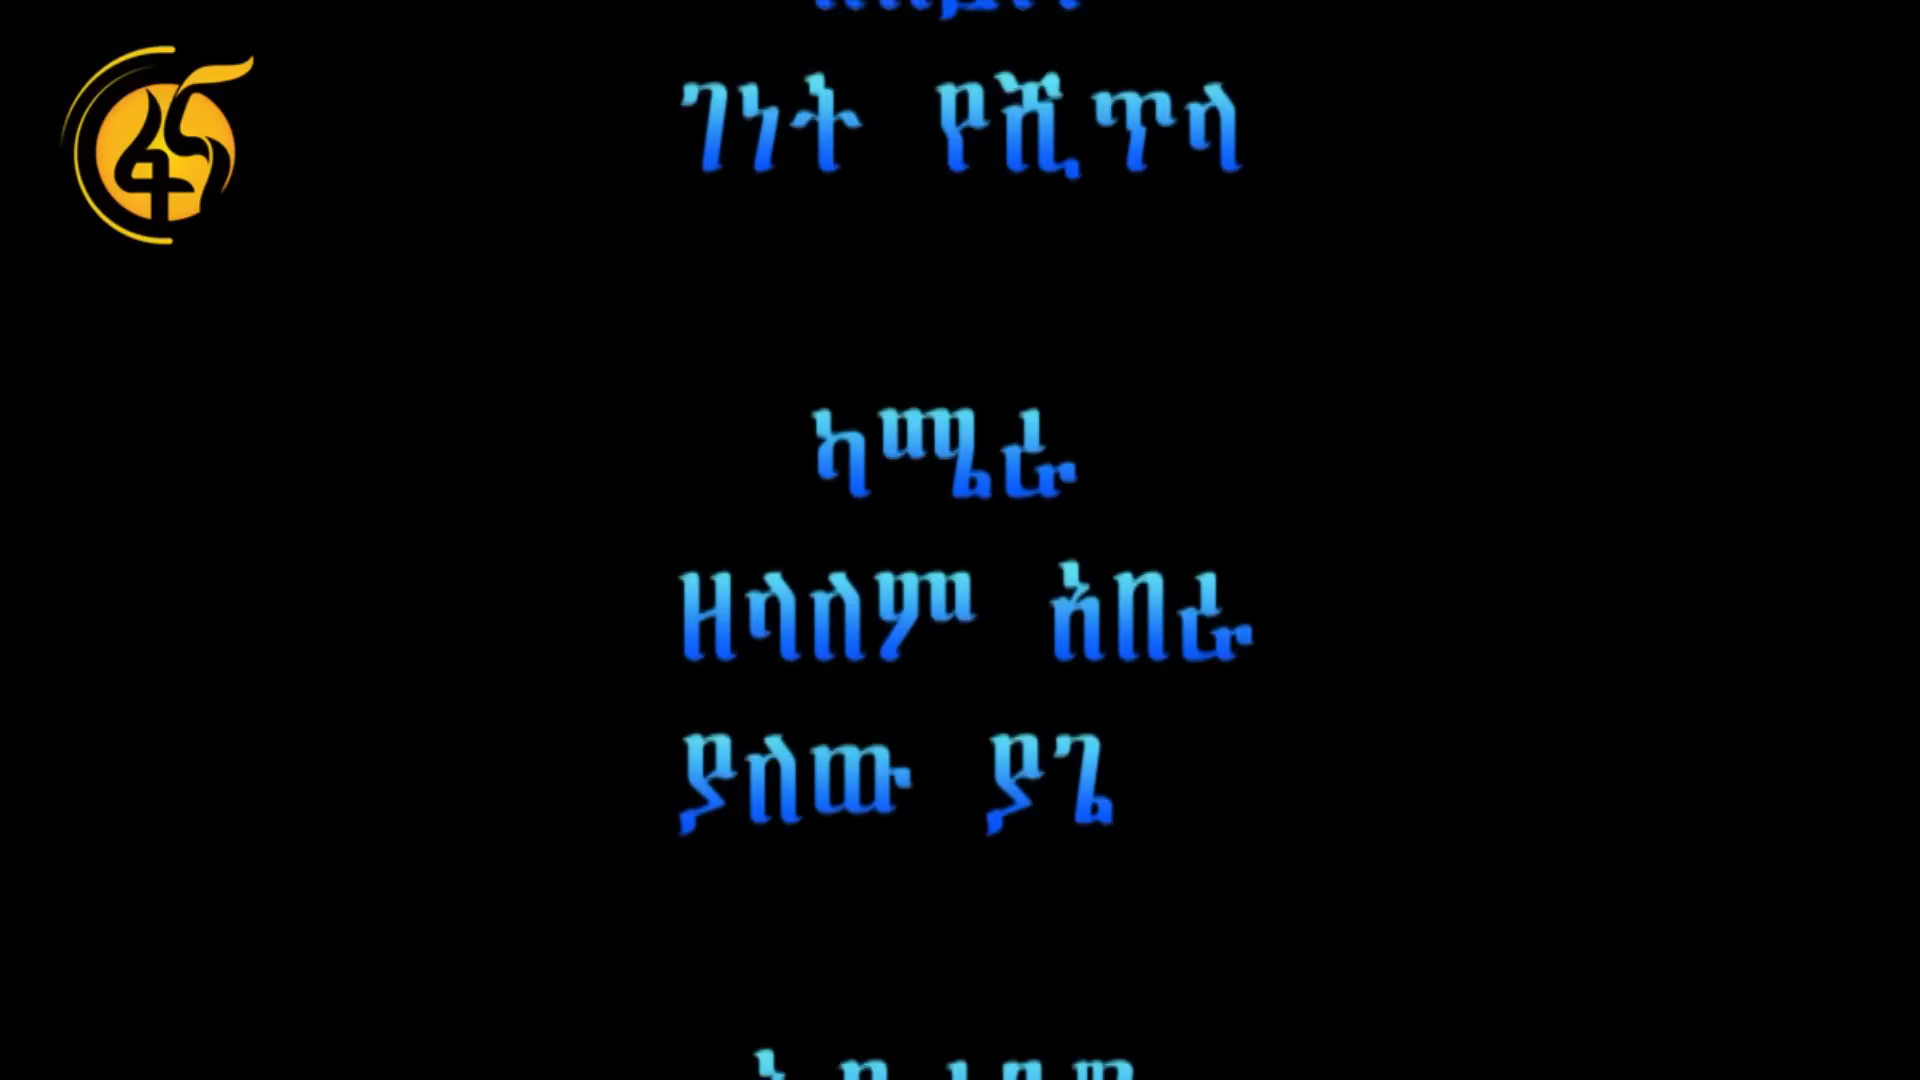 ገነት የሺጥላ
ካሜራ
ዘላለም አበራ
ያለው ያጌ